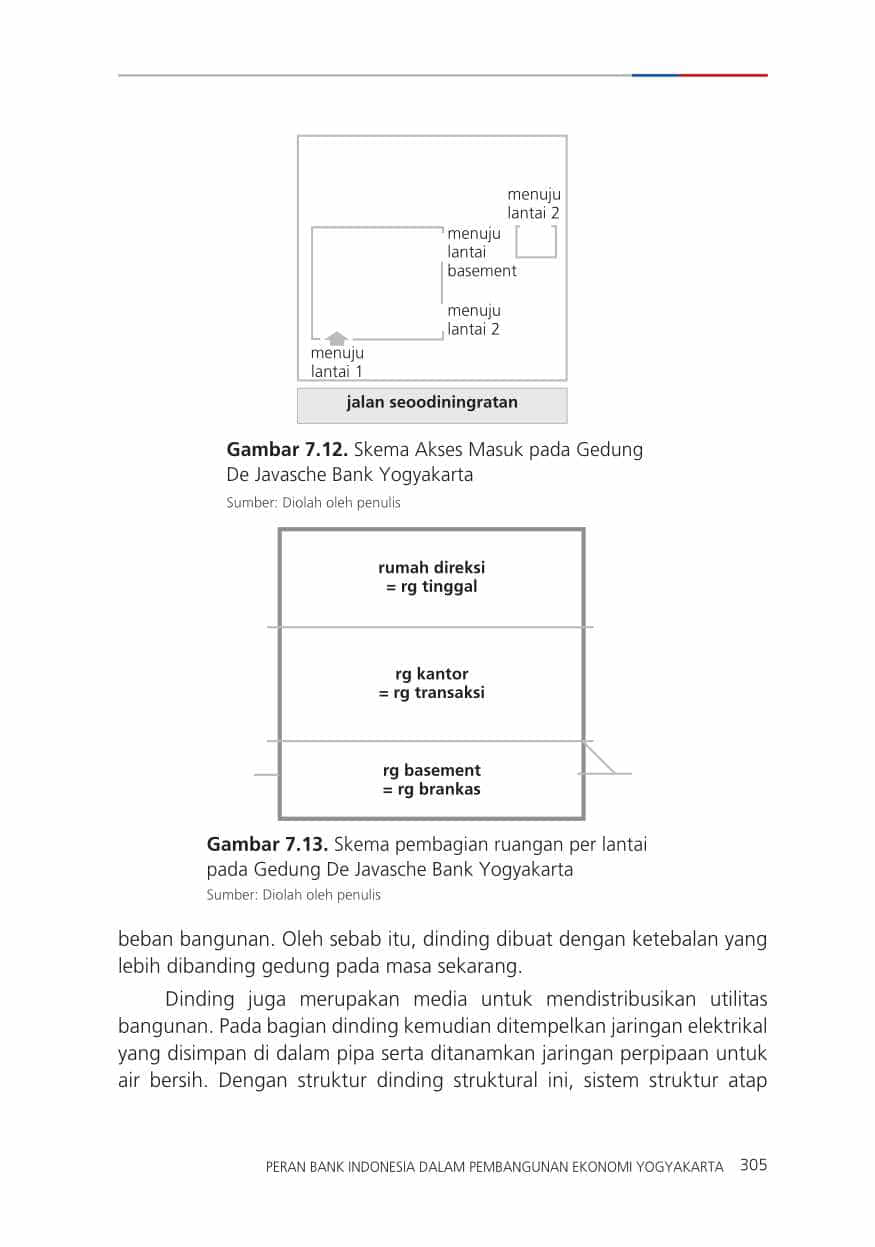 menuju
lantai 2
menuju
lantai
basement
menuju
lantai 2
menuju
lantai 1
jalan seoodiningratan
Gambar 7.12. Skema Akses Masuk pada Gedung
De Javasche Bank Yogyakarta
Sumber: Diolah oleh penulis
rumah direksi
= rg tinggal
rg kantor
= rg transaksi
rg basement
= rg brankas
Gambar 7.13. Skema pembagian ruangan per lantai
pada Gedung De Javasche Bank Yogyakarta
Sumber: Diolah oleh penulis
beban bangunan. Oleh sebab itu, dinding dibuat dengan ketebalan yang
lebih dibanding gedung pada masa sekarang.
Dinding juga merupakan media untuk mendistribusikan utilitas
bangunan. Pada bagian dinding kemudian ditempelkan jaringan elektrikal
yang disimpan di dalam pipa serta ditanamkan jaringan perpipaan untuk
air bersih. Dengan struktur dinding struktural ini, sistem struktur atap
PERAN BANK INDONESIA DALAM PEMBANGUNAN EKONOMI YOGYAKARTA 305